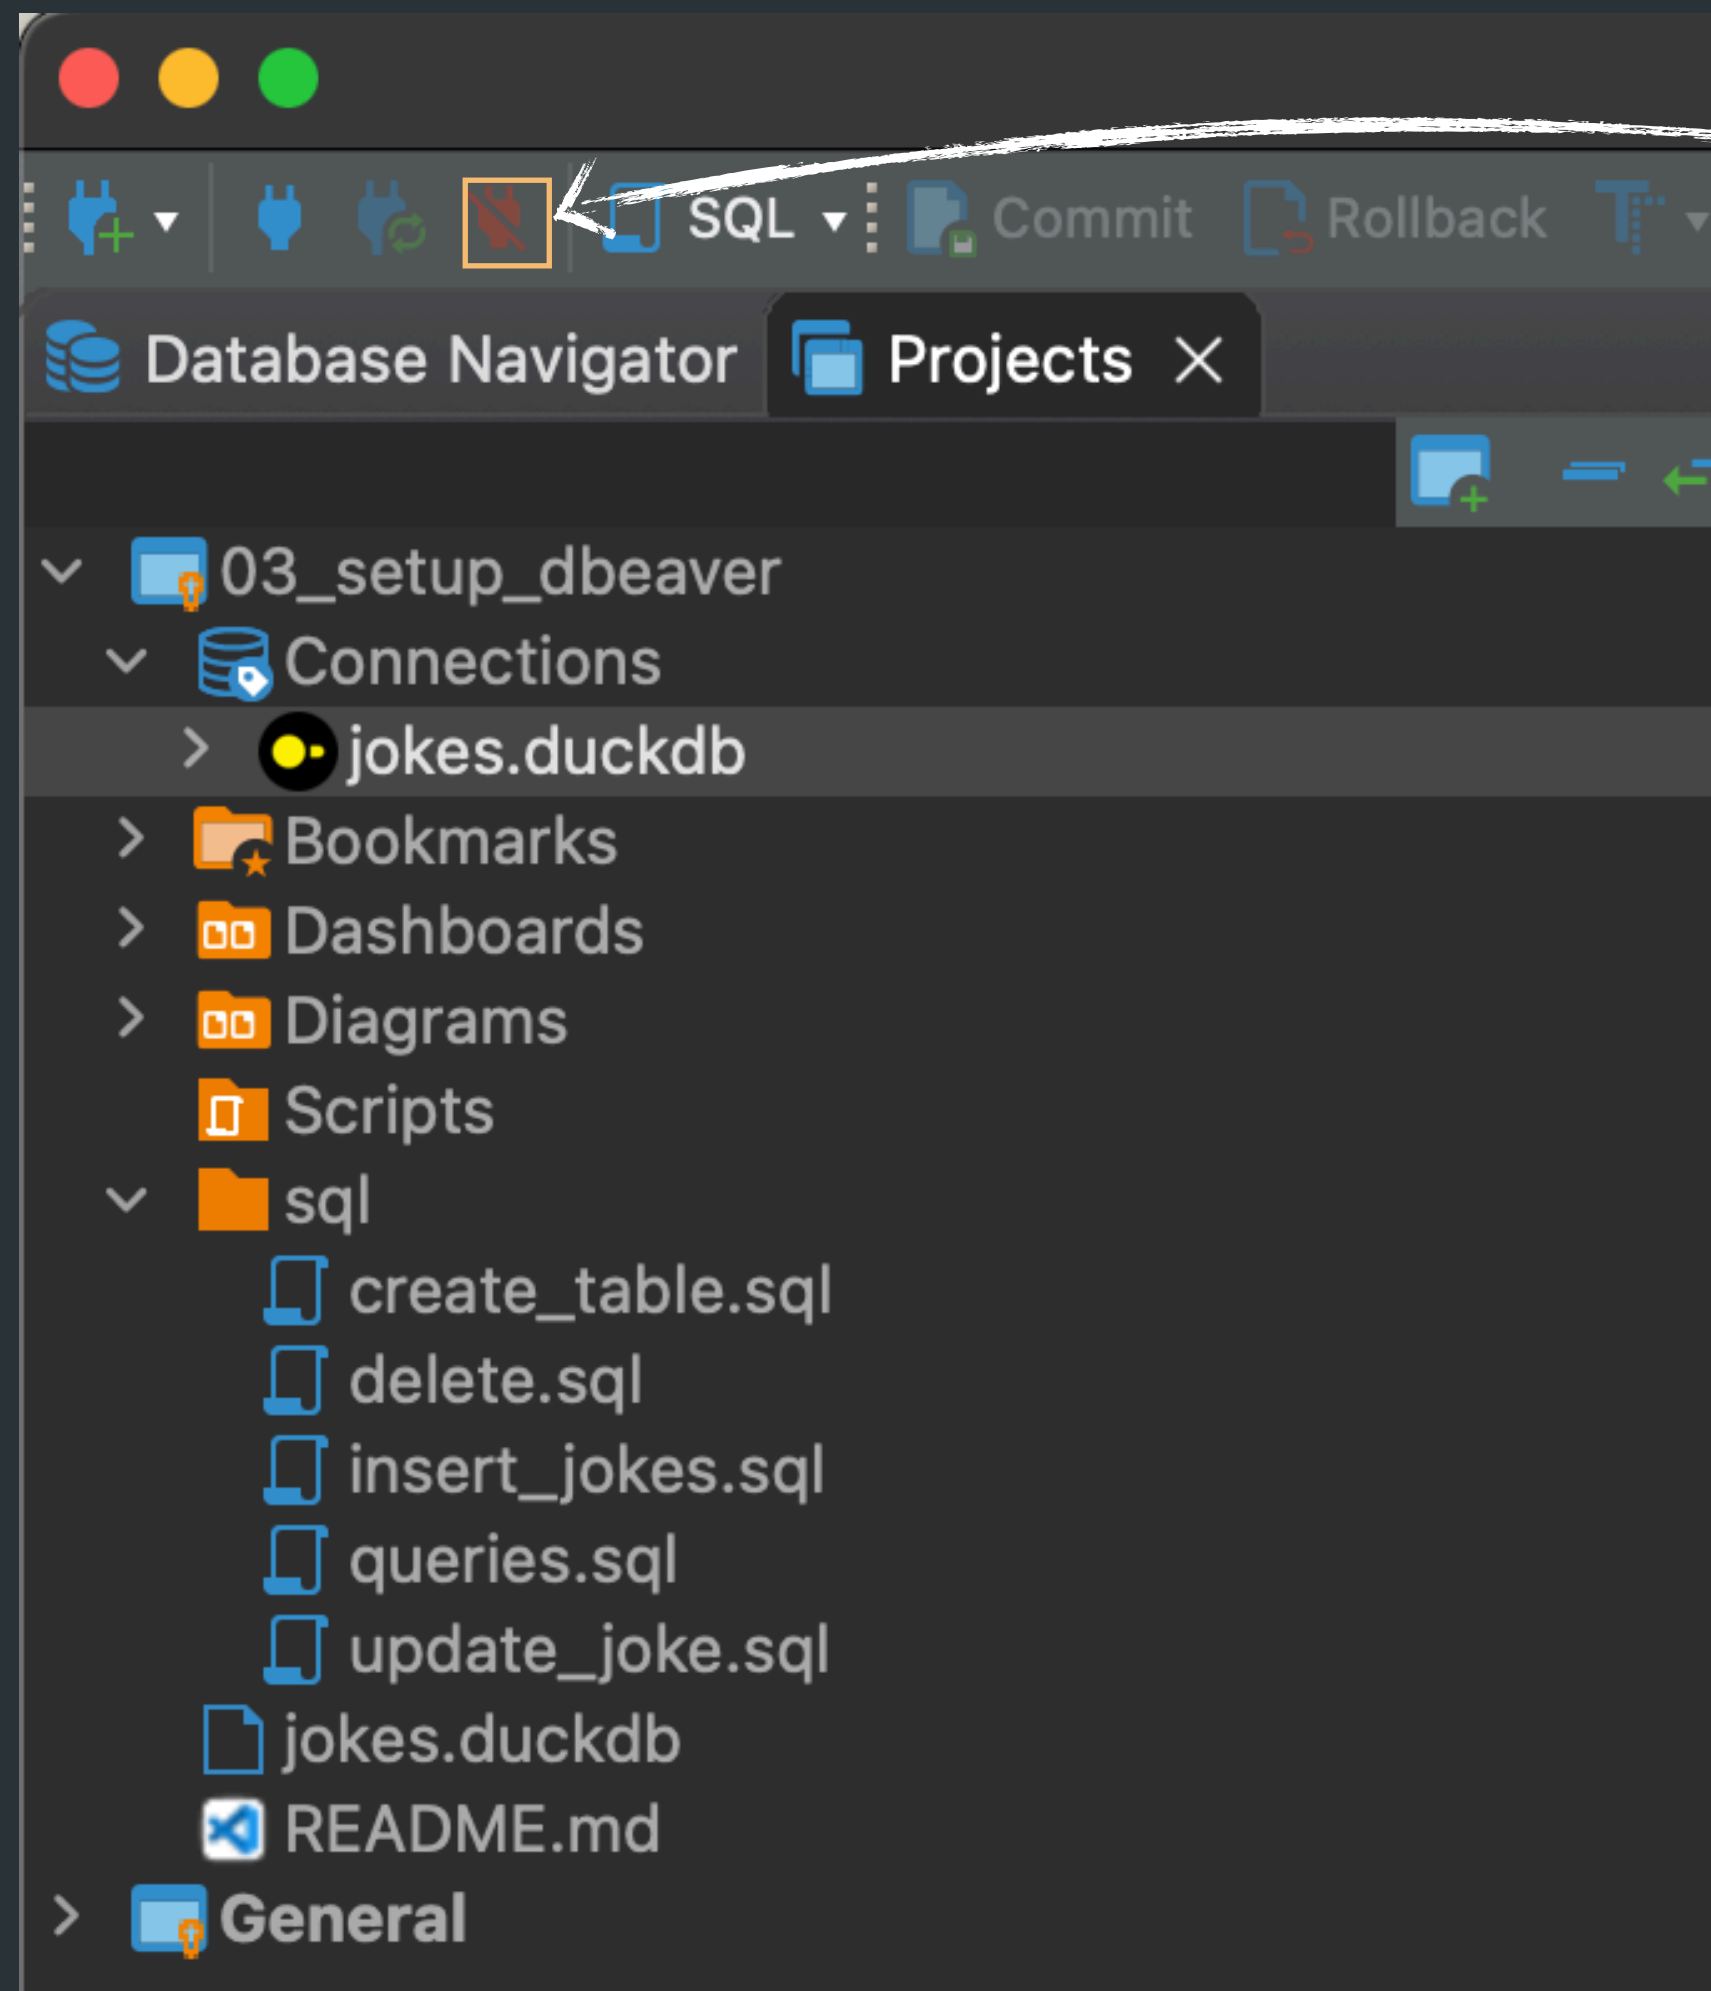 SQL Commit Rollback
Database Navigator Projects
03_setup_dbeaver
Connections
jokes.duckdb
Bookmarks
Dashboards
Diagrams
Scripts
sql
create_table.sql
delete.sql
insert_jokes.sql
queries.sql
update_joke.sql
jokes.duckdb
README.md
General